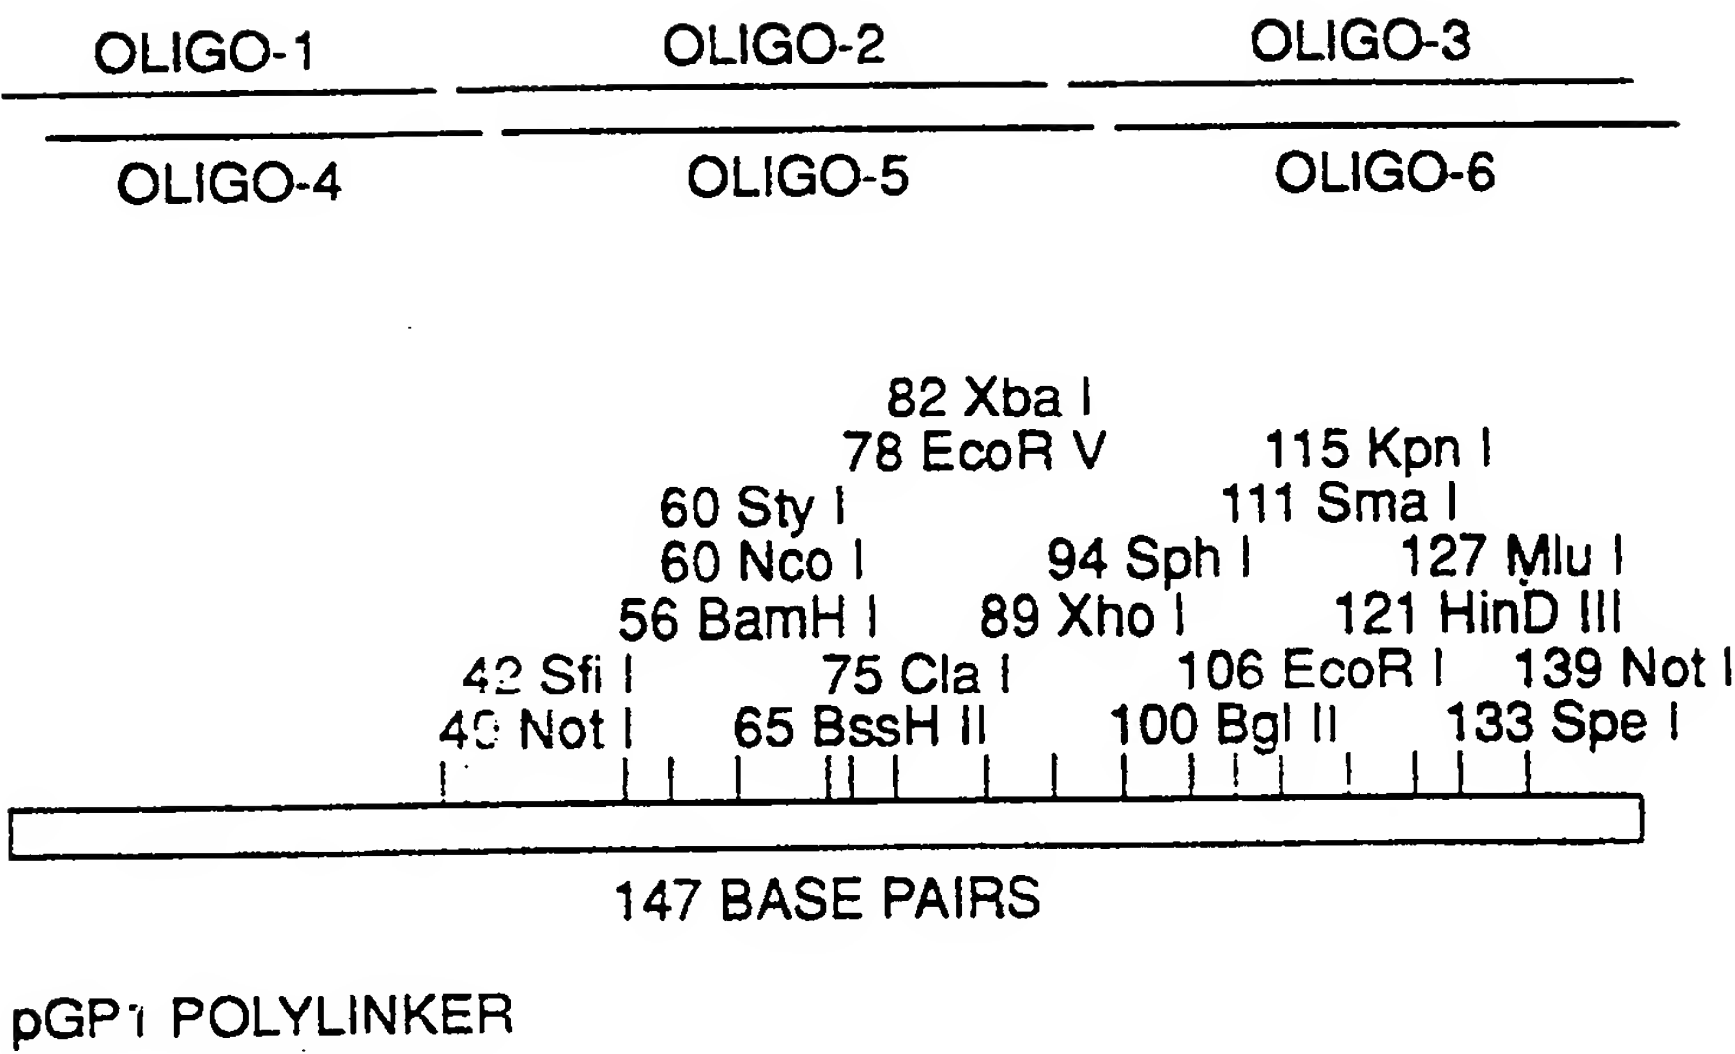 OLIGO-1 OLIGO-2 OLIGO-3
OLIGO-4 OLIGO-5 OLIGO-6
82 Xba I
78 EcoR V 115 Kpn I
60 Sty I 111 Sma I
60 Nco I 94 Sph I 127 Mlu I
56 BamH I 89 Xho I 121 HinD III
42 Sfi I 75 Cla I 106 EcoR I 139 Not I
Not I 65 BssH II 100 Bgl II 133 Spe I
147 BASE PAIRS
pGP1 POLYLINKER